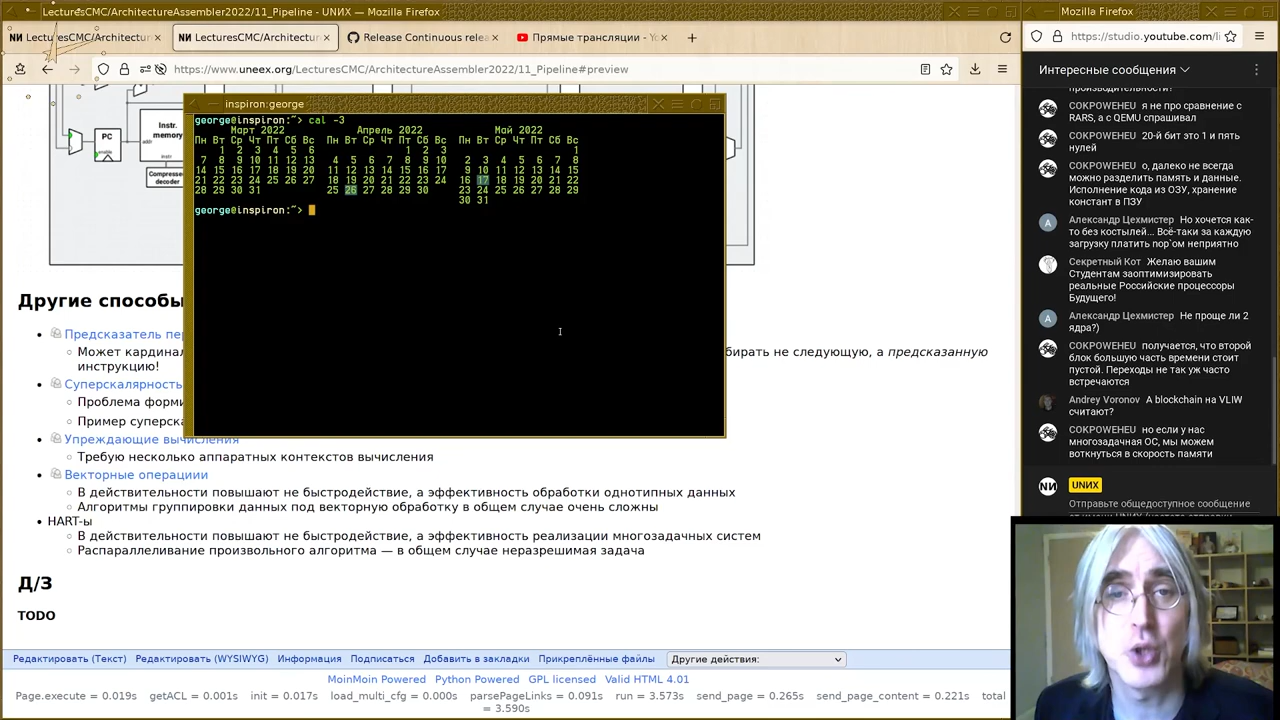 LecturesCMC/ArchitectureAssembler2022/11_Pipeline - UNИX — Mozilla Firefox
Mozilla Firefox
LecturesCMC/Architectur
LecturesCMC/Architectur
Release Continuous relea
Прямые трансляции - Yo
https://www.uneex.org/LecturesCMC/ArchitectureAssembler2022/11_Pipeline#preview
https://studio.youtube.com/li
Интересные сообщения
производительности?
COKPOWEHEU я не про сравнение с
RARS, а с QEMU спрашивал
COKPOWEHEU 20-й бит это 1 и пять
нулей
COKPOWEHEU о, далеко не всегда
можно разделить память и данные.
Исполнение кода из ОЗУ, хранение
констант в ПЗУ
Александр Цехмистер Но хочется как-
то без костылей... Всё-таки за каждую
загрузку платить nop`ом неприятно
Секретный Кот Желаю вашим
Студентам заоптимизировать
реальные Российские процессоры
Будущего!
Александр Цехмистер Не проще ли 2
ядра?)
COKPOWEHEU получается, что второй
блок большую часть времени стоит
пустой. Переходы не так уж часто
встречаются
Andrey Voronov А blockchain на VLIW
считают?
COKPOWEHEU но если у нас
многозадачная ОС, мы можем
воткнуться в скорость памяти
UNИX
Отправьте общедоступное сообщение
inspiron:george
george@inspiron:~> cal -3
Март 2022 Апрель 2022 Май 2022
Пн Вт Ср Чт Пт Сб Вс Пн Вт Ср Чт Пт Сб Вс Пн Вт Ср Чт Пт Сб Вс
1 2 3 4 5 6 1 2 3 1
7 8 9 10 11 12 13 4 5 6 7 8 9 10 2 3 4 5 6 7 8
14 15 16 17 18 19 20 11 12 13 14 15 16 17 9 10 11 12 13 14 15
21 22 23 24 25 26 27 18 19 20 21 22 23 24 16 17 18 19 20 21 22
28 29 30 31 25 26 27 28 29 30 23 24 25 26 27 28 29
30 31
george@inspiron:~>
PC
Instr.
memory
addr
Instr
Compressed
decoder
Другие способы
Предсказатель пер
Может кардинал бирать не следующую, а предсказанную
инструкцию!
Суперскалярность
Проблема форми
Пример суперска
Упреждающие вычисления
Требую несколько аппаратных контекстов вычисления
Векторные операциии
В действительности повышают не быстродействие, а эффективность обработки однотипных данных
Алгоритмы группировки данных под векторную обработку в общем случае очень сложны
HART-ы
В действительности повышают не быстродействие, а эффективность реализации многозадачных систем
Распараллеливание произвольного алгоритма — в общем случае неразрешимая задача
Д/З
TODO
Редактировать (Текст) Редактировать (WYSIWYG) Информация Подписаться Добавить в закладки Прикреплённые файлы Другие действия:
MoinMoin Powered Python Powered GPL licensed Valid HTML 4.01
Page.execute = 0.019s getACL = 0.001s init = 0.017s load_multi_cfg = 0.000s parsePageLinks = 0.091s run = 3.573s send_page = 0.265s send_page_content = 0.221s total
= 3.590s